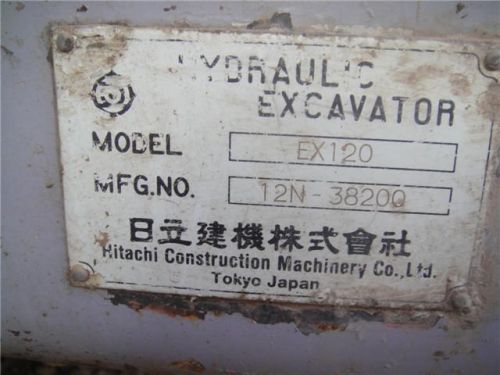 HYDRAULIC
EXCAVATOR
MODEL EX120
MFG.NO. 12N-38200
日立建機株式會社
Hitachi Construction Machinery Co.,Ltd.
Tokyo Japan